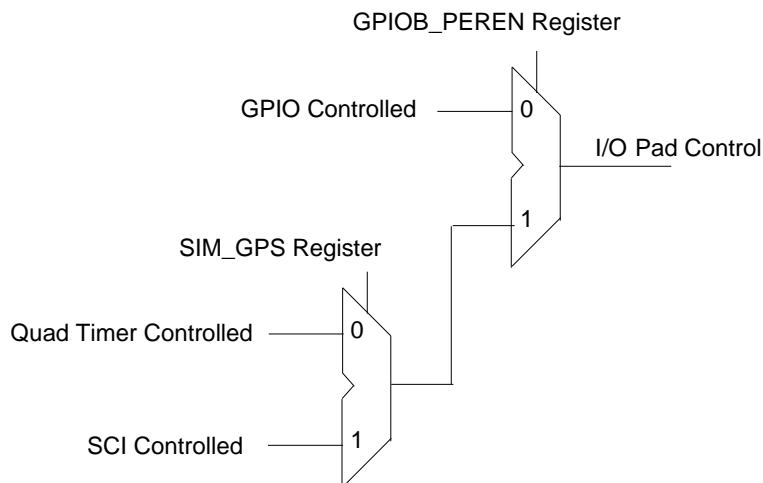 GPIOB_PEREN Register
GPIO Controlled
0
I/O Pad Control
1
SIM_GPS Register
Quad Timer Controlled
0
SCI Controlled
1